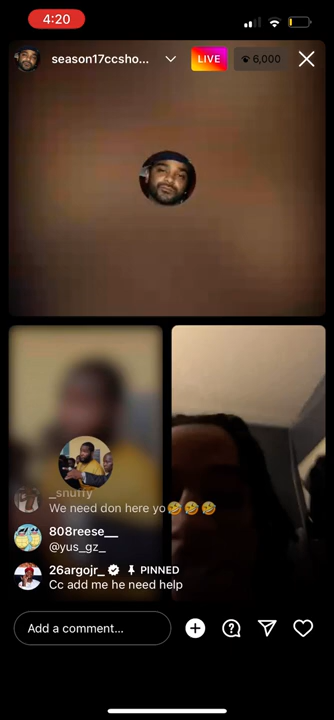 4:20
season17ccsho...
LIVE
6,000
_snuffy
We need don here yo🤣🤣🤣
808reese__
@yus_gz_
26argojr_ PINNED
Cc add me he need help
Add a comment...